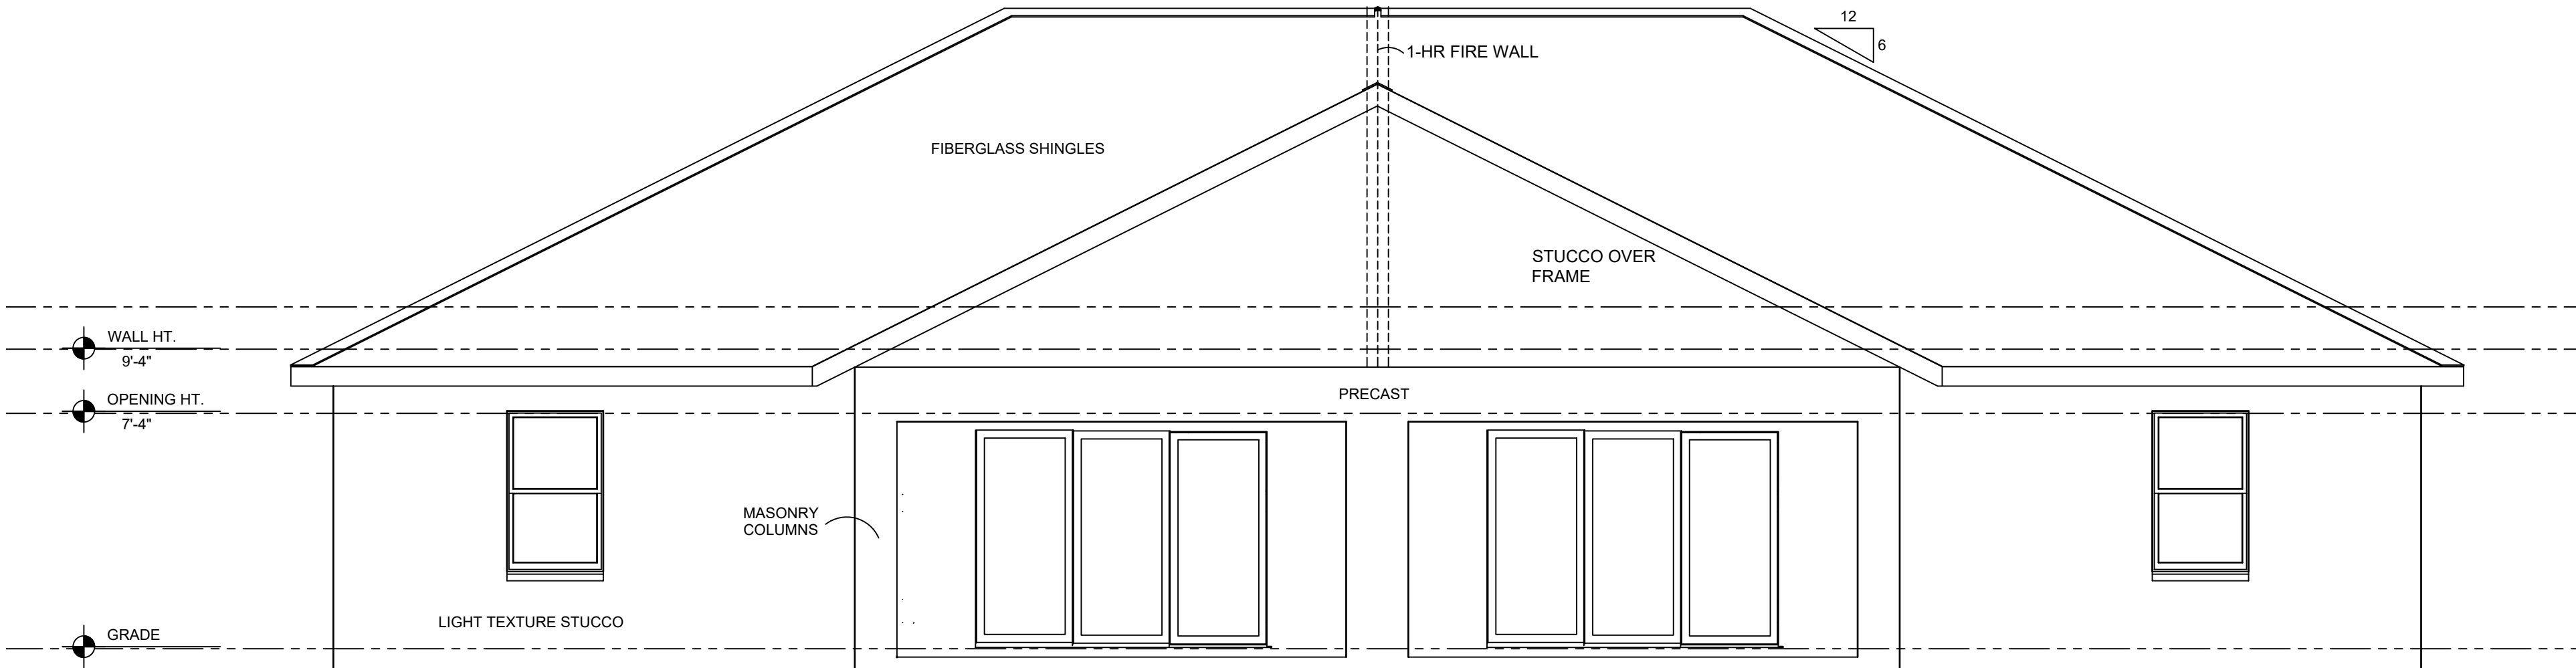 12
6
1-HR FIRE WALL
FIBERGLASS SHINGLES
STUCCO OVER
FRAME
WALL HT.
9'-4"
OPENING HT.
7'-4"
PRECAST
MASONRY
COLUMNS
LIGHT TEXTURE STUCCO
GRADE